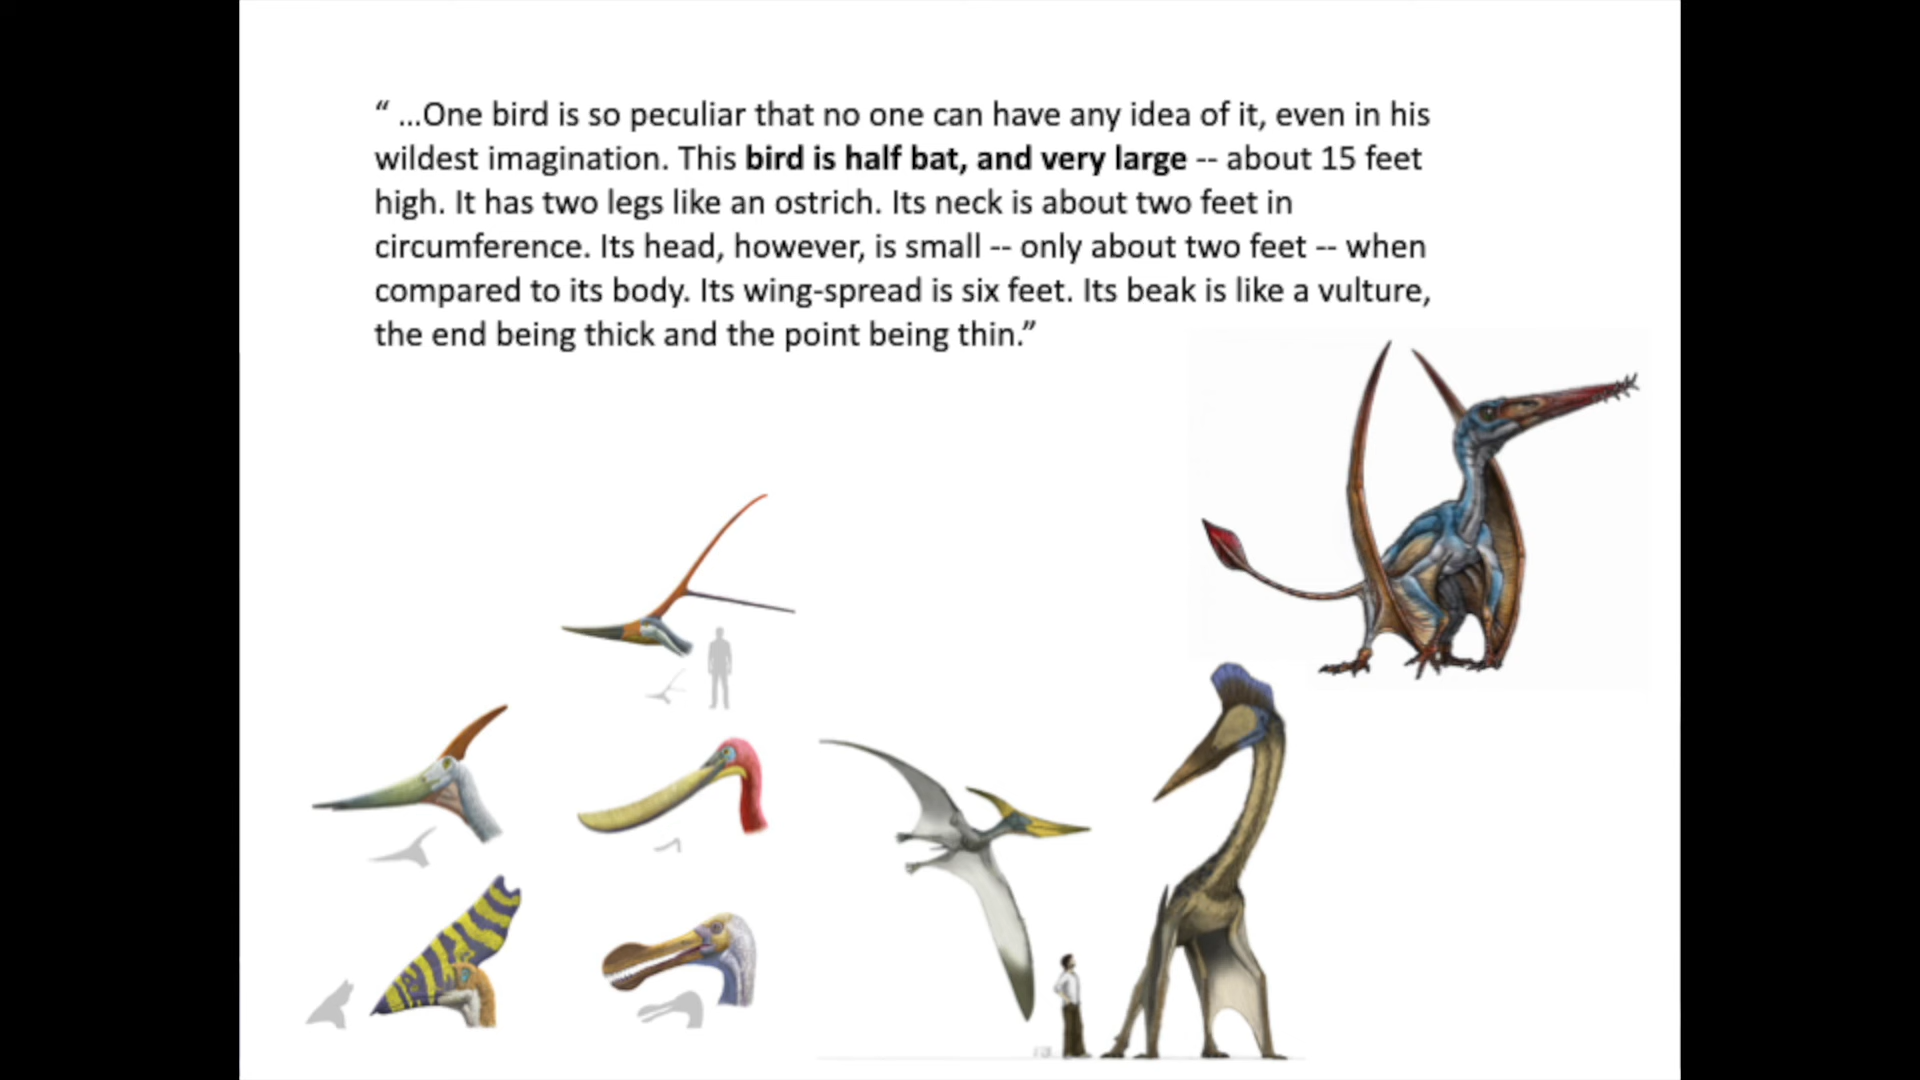 “ ...One bird is so peculiar that no one can have any idea of it, even in his
wildest imagination. This bird is half bat, and very large -- about 15 feet
high. It has two legs like an ostrich. Its neck is about two feet in
circumference. Its head, however, is small -- only about two feet -- when
compared to its body. Its wing-spread is six feet. Its beak is like a vulture,
the end being thick and the point being thin.”